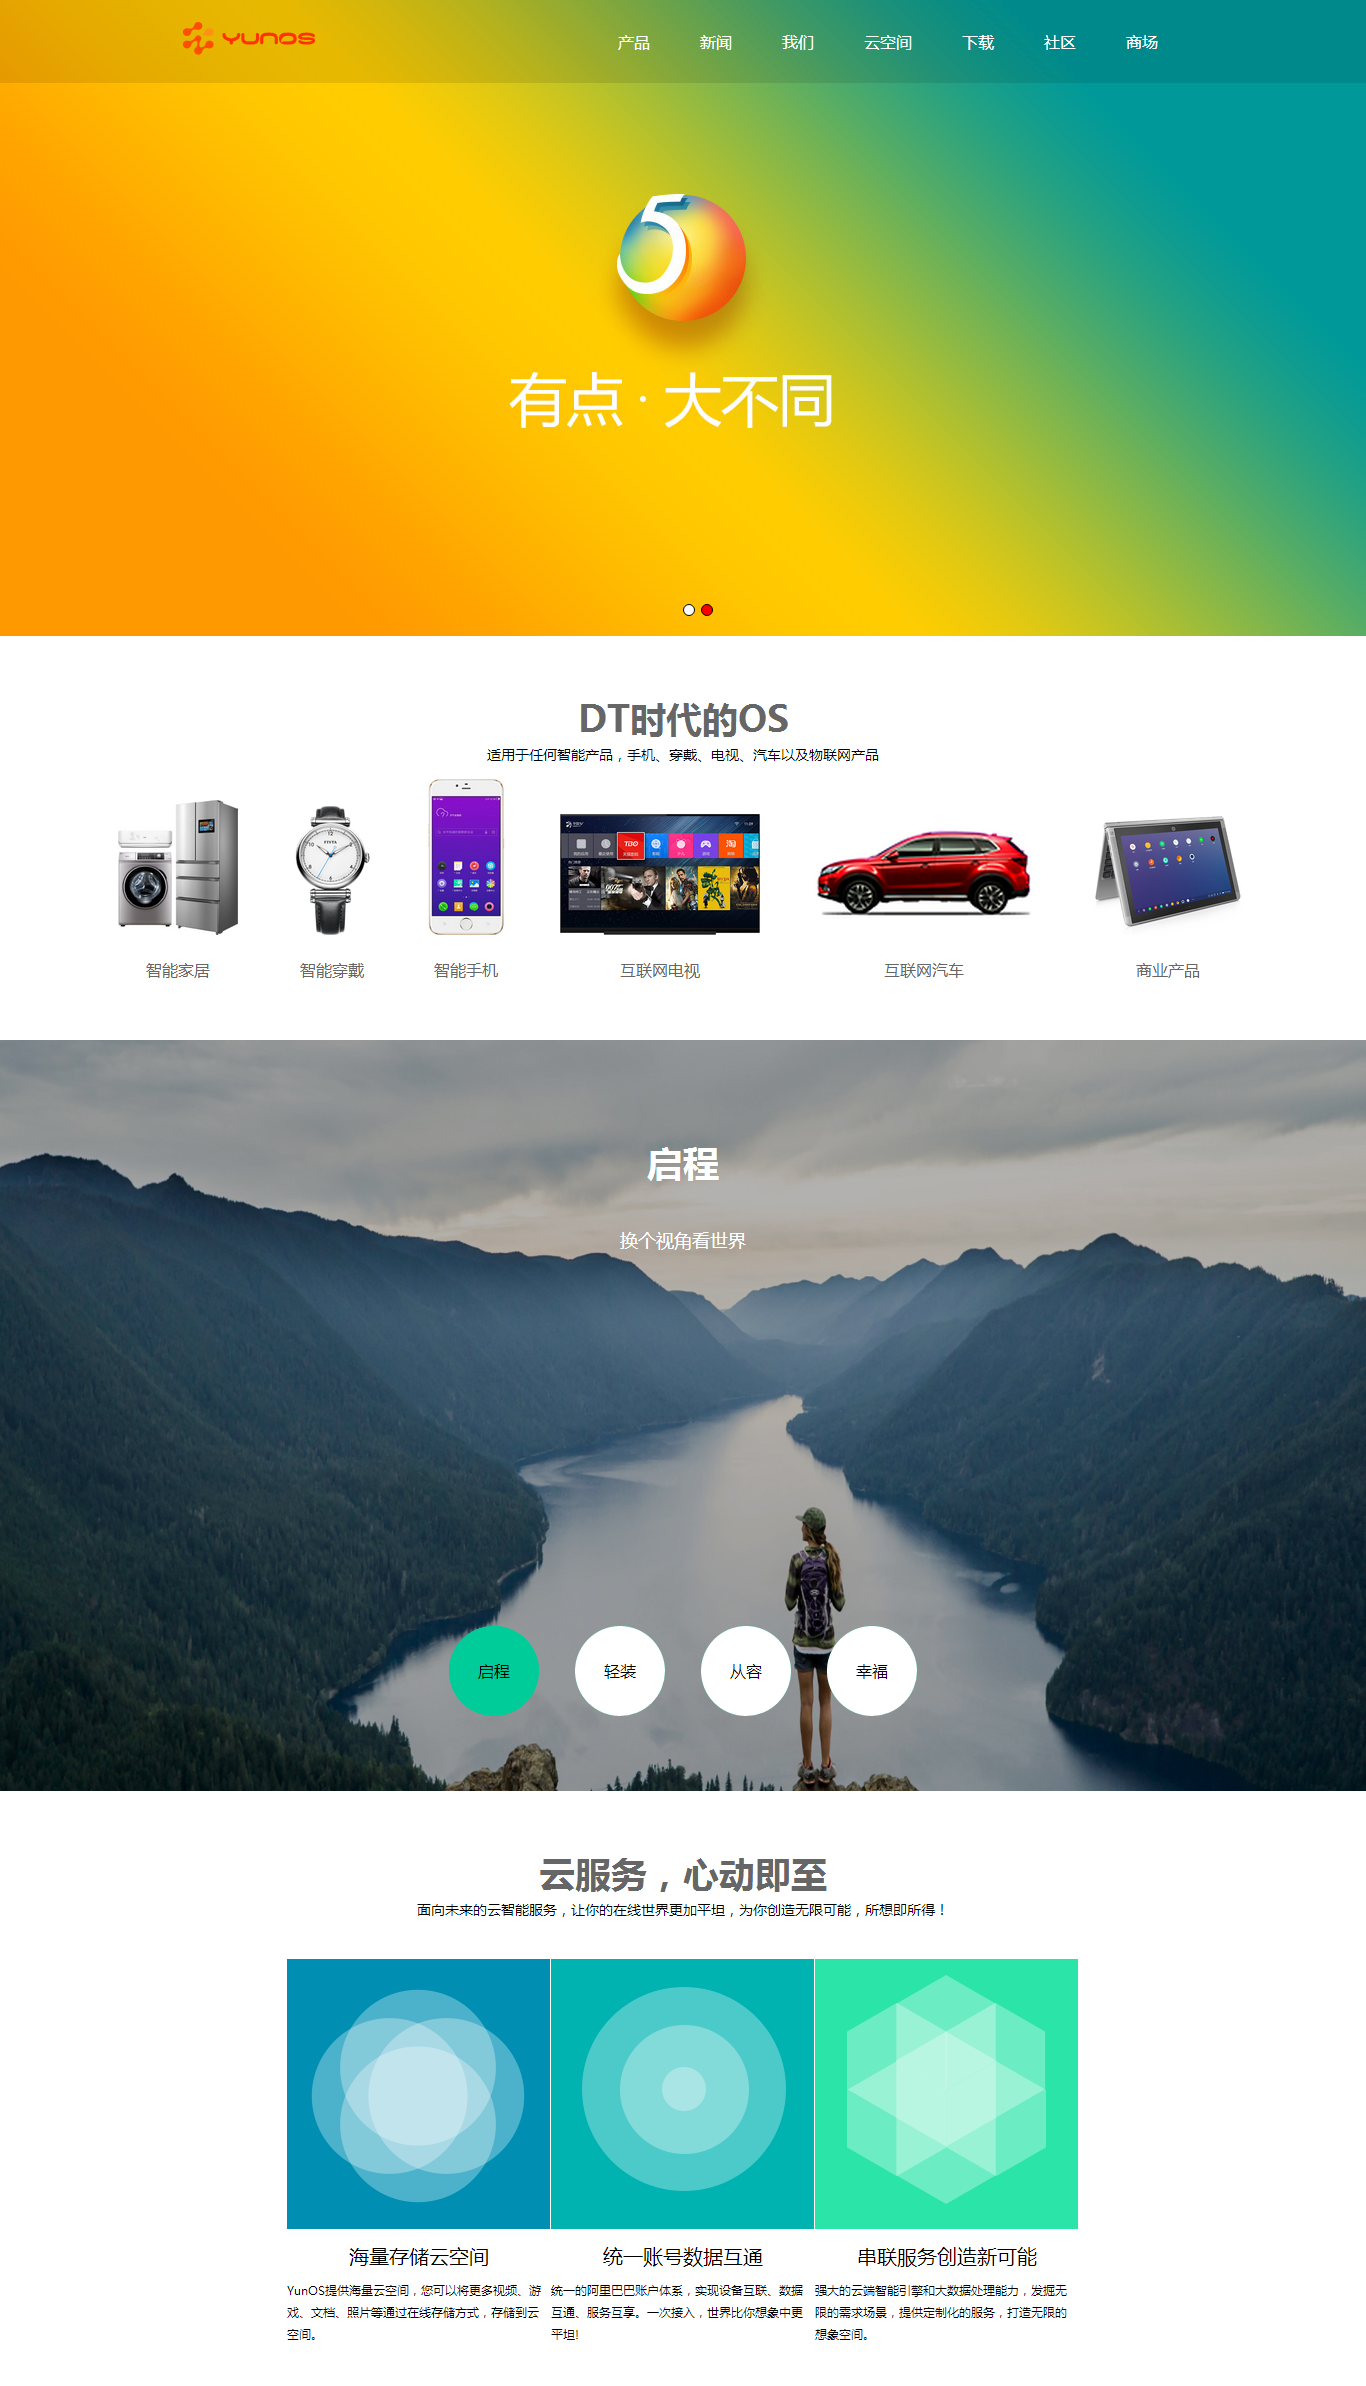 YUNOS
产品 新闻 我们 云空间 下载 社区 商场
5
有点·大不同
DT时代的OS
适用于任何智能产品，手机、穿戴、电视、汽车以及物联网产品
智能家居 智能穿戴 智能手机 互联网电视 互联网汽车 商业产品
启程
换个视角看世界
启程 轻装 从容 幸福
云服务，心动即至
面向未来的云智能服务，让你的在线世界更加平坦，为你创造无限可能，所想即所得！
海量存储云空间
YunOS提供海量云空间，您可以将更多视频、游
戏、文档、照片等通过在线存储方式，存储到云
空间。
统一账号数据互通
统一的阿里巴巴账户体系，实现设备互联、数据
互通、服务互享。一次接入，世界比你想象中更
平坦!
串联服务创造新可能
强大的云端智能引擎和大数据处理能力，发掘无
限的需求场景，提供定制化的服务，打造无限的
想象空间。